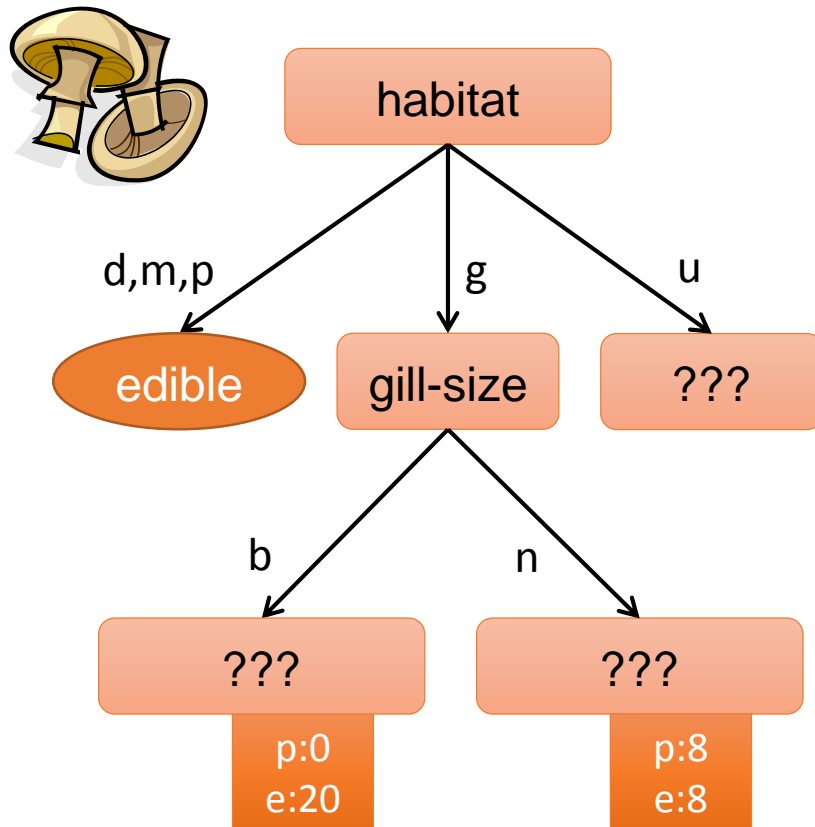 habitat
d,m,p
g
u
edible
gill-size
???
b
n
???
???
p:0
e:20
p:8
e:8